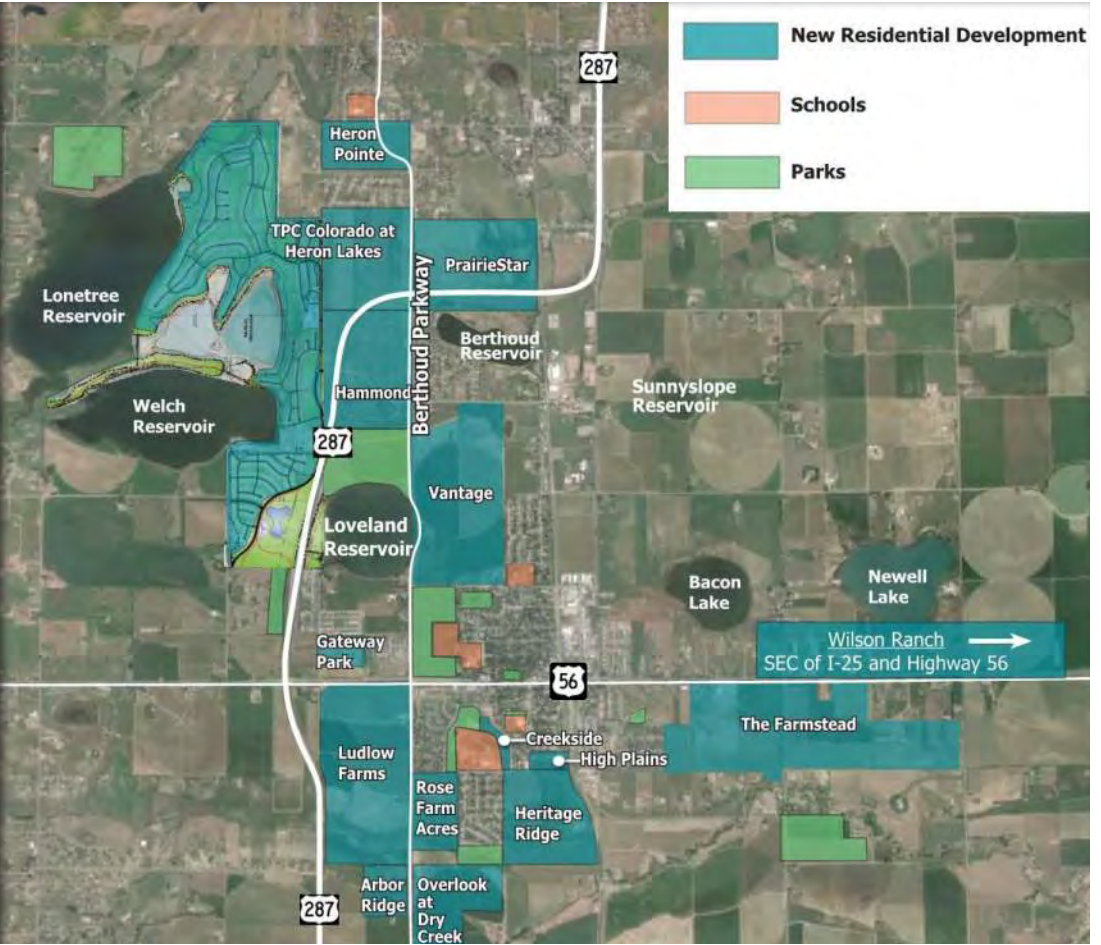 New Residential Development
Schools
Parks
287
Heron
Pointe
TPC Colorado at
Heron Lakes
PrairieStar
Lonetree
Reservoir
Berthoud Parkway
Berthoud
Reservoir
Hammond
Sunnyslope
Reservoir
Welch
Reservoir
287
Vantage
Loveland
Reservoir
Bacon
Lake
Newell
Lake
Gateway
Park
Wilson Ranch
SEC of I-25 and Highway 56
56
The Farmstead
Creekside
High Plains
Ludlow
Farms
Rose
Farm
Acres
Heritage
Ridge
Arbor
Ridge
Overlook
at
Dry
Creek
287